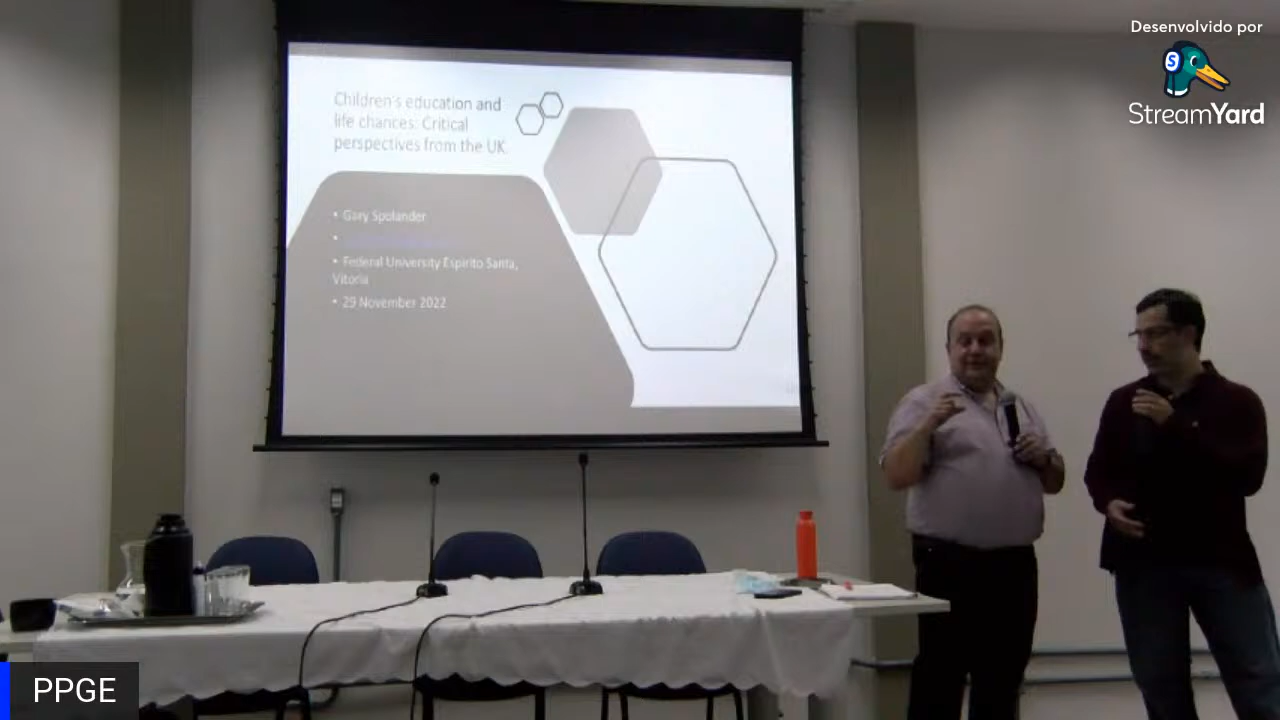 Desenvolvido por
S
StreamYard
Children's education and
life chances: Critical
perspectives from the UK.
• Gary Spolander
•
• Federal University Espirito Santa,
Vitoria
• 29 November 2022
PPGE